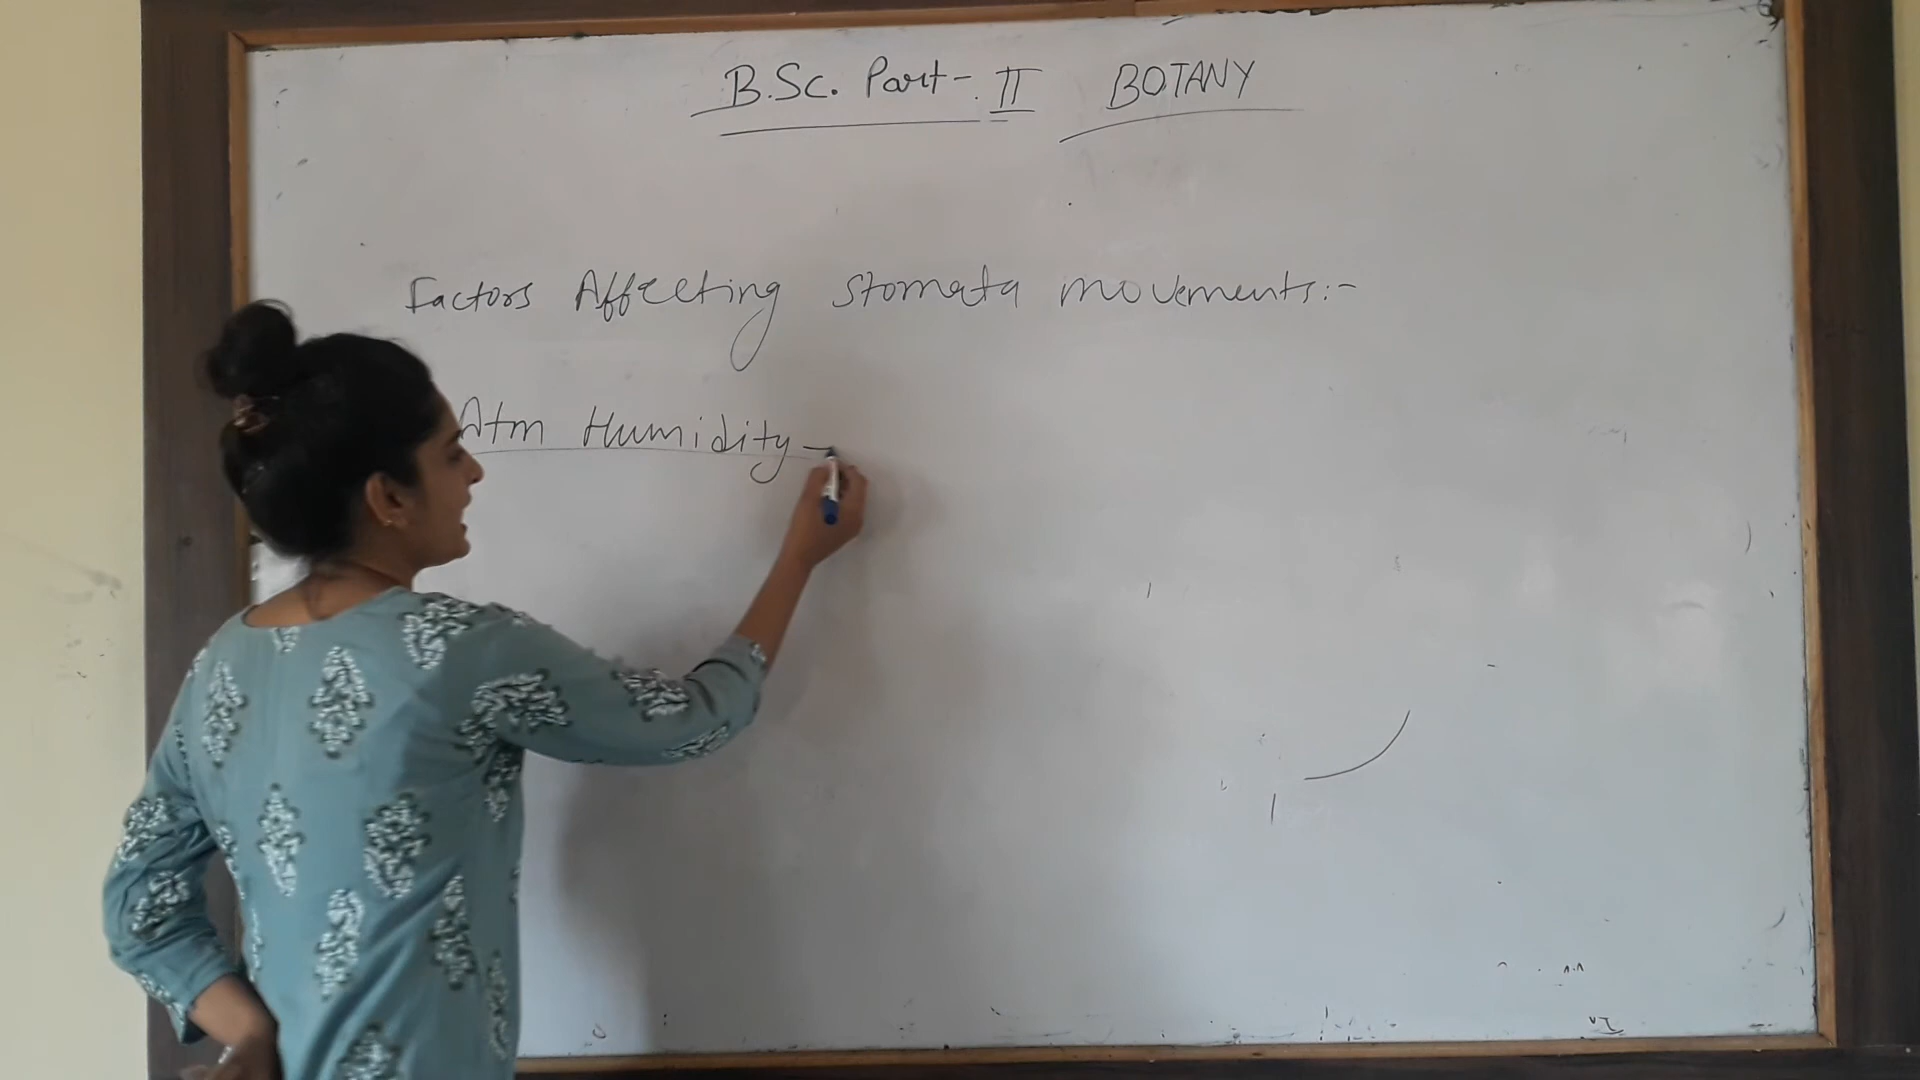 B.Sc. Part-II BOTANY
Factors Affecting Stomata movements:-
Atm Humidity -